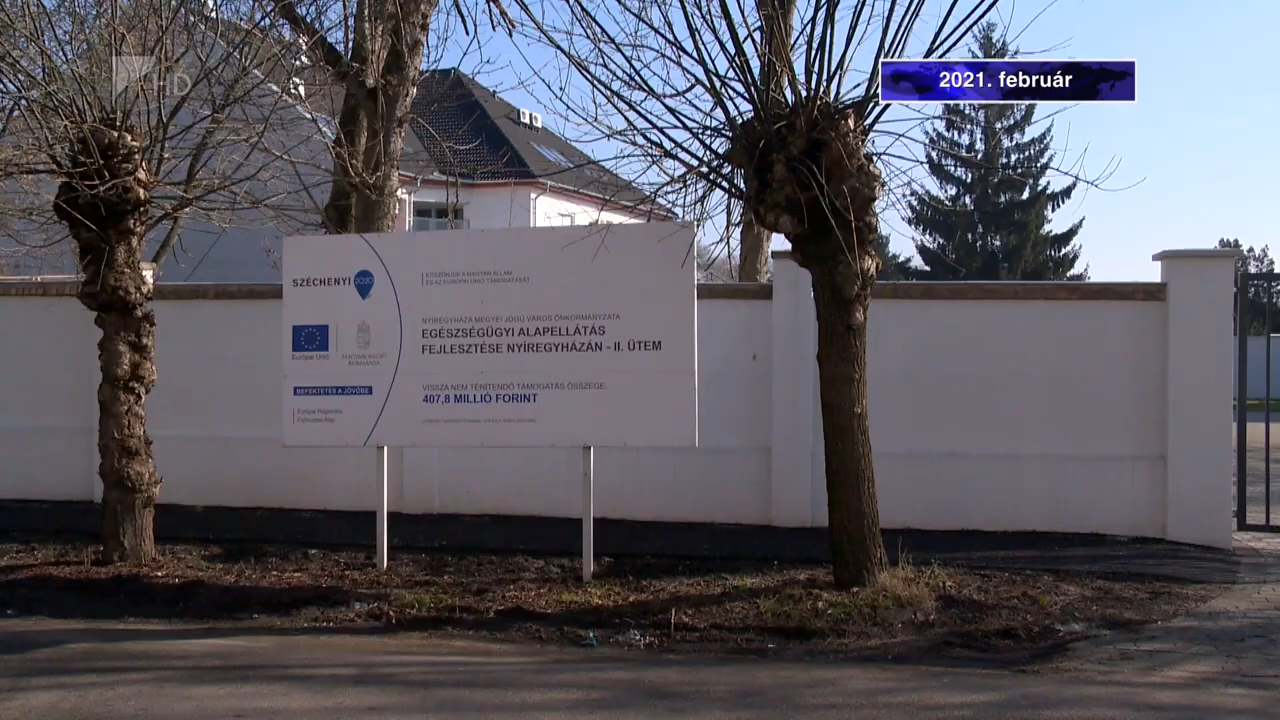 HD
2021. február
SZÉCHENYI 2020
KÖSZÖNJÜK A MAGYAR ÁLLAM
ÉS AZ EURÓPAI UNIÓ TÁMOGATÁSÁT
NYÍREGYHÁZA MEGYEI JOGÚ VÁROS ÖNKORMÁNYZATA
EGÉSZSÉGÜGYI ALAPELLÁTÁS
FEJLESZTÉSE NYÍREGYHÁZÁN - II. ÜTEM
Európai Unió
MAGYARORSZÁG
KORMÁNYA
BEFEKTETÉS A JÖVŐBE
VISSZA NEM TÉRÍTENDŐ TÁMOGATÁS ÖSSZEGE:
407,8 MILLIÓ FORINT
Európai Regionális
Fejlesztési Alap